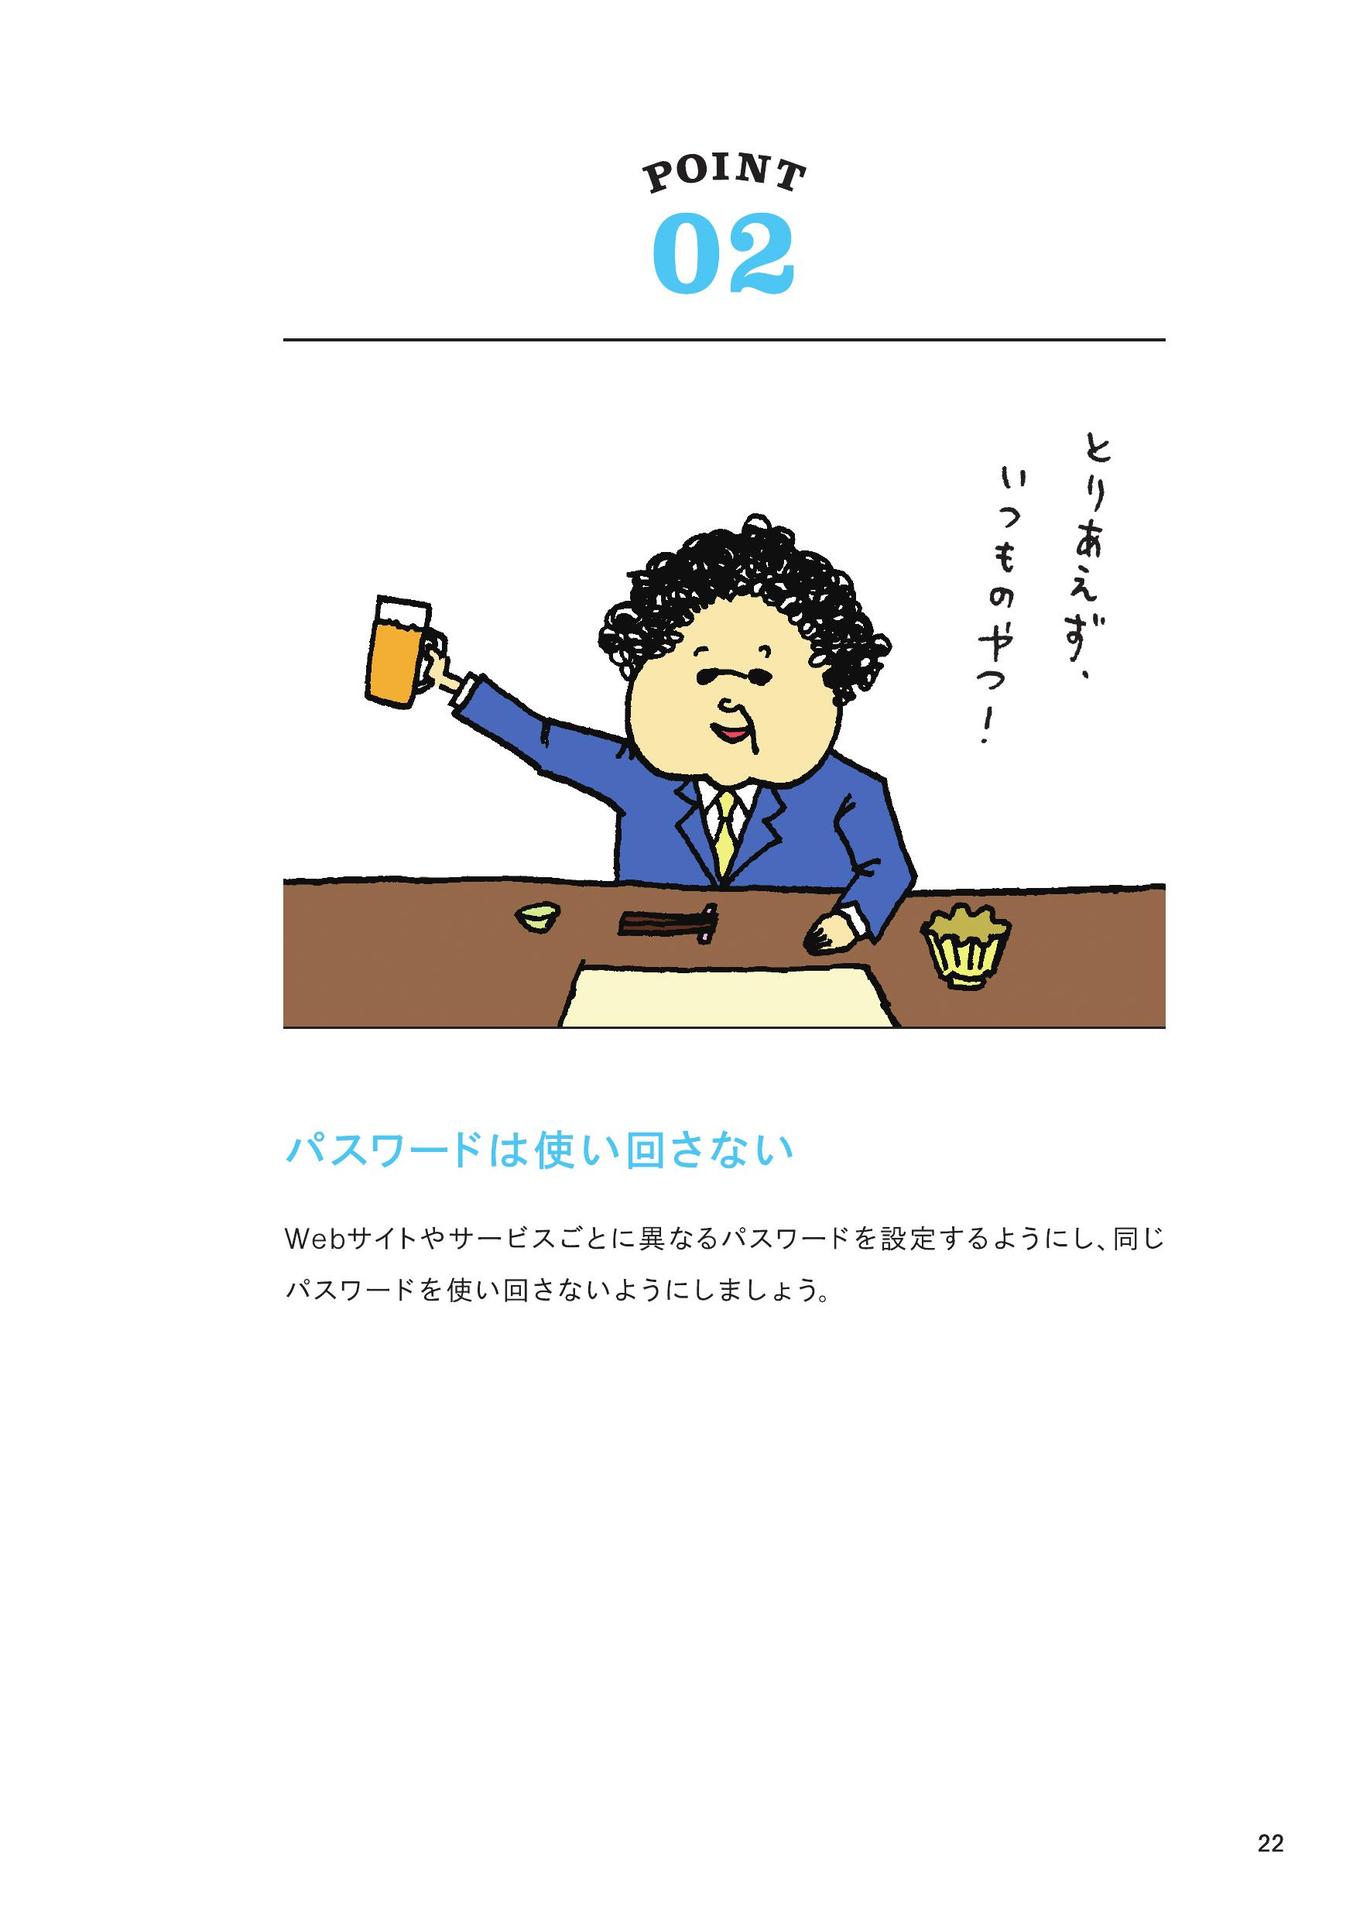 POINT
02
とりあえず、
いつものやつ！
パスワードは使い回さない
Webサイトやサービスごとに異なるパスワードを設定するようにし、同じ
パスワードを使い回さないようにしましょう。
22